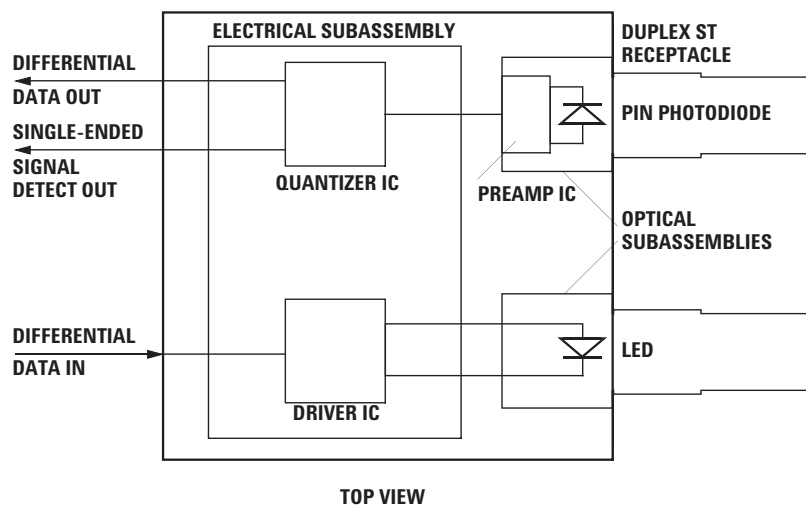 ELECTRICAL SUBASSEMBLY
DUPLEX ST
RECEPTACLE
DIFFERENTIAL
DATA OUT
SINGLE-ENDED
SIGNAL
DETECT OUT
QUANTIZER IC
PREAMP IC
PIN PHOTODIODE
OPTICAL
SUBASSEMBLIES
DIFFERENTIAL
DATA IN
DRIVER IC
LED
TOP VIEW